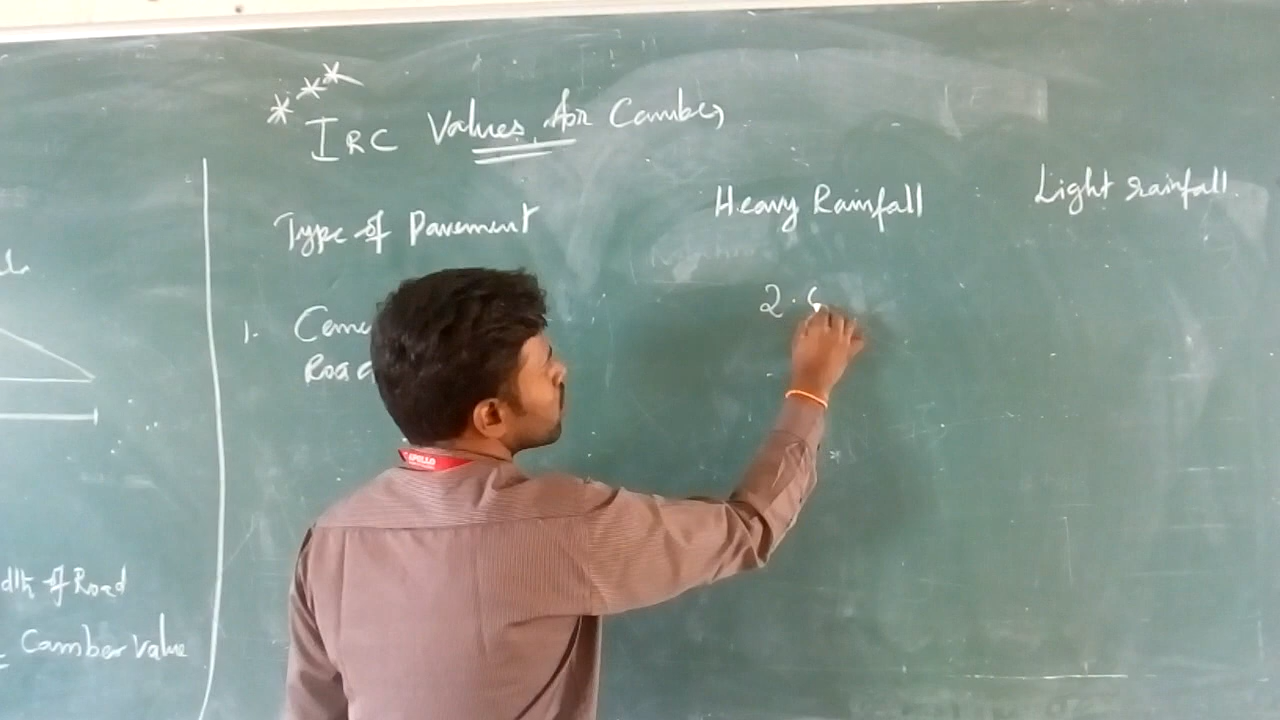 ***
IRC Values for Camber
Type of Pavement
Heavy Rainfall
Light rainfall.
1.
2.
Road
APOLLO
dth of Road
= Camber Value